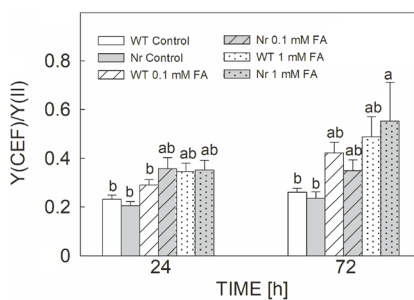 0.8
0.6
0.4
0.2
0
Y(CEF)/Y(II)
WT Control
Nr Control
WT 0.1 mM FA
Nr 0.1 mM FA
WT 1 mM FA
Nr 1 mM FA
b b b ab ab ab
b b ab ab ab a
24 72
TIME [h]